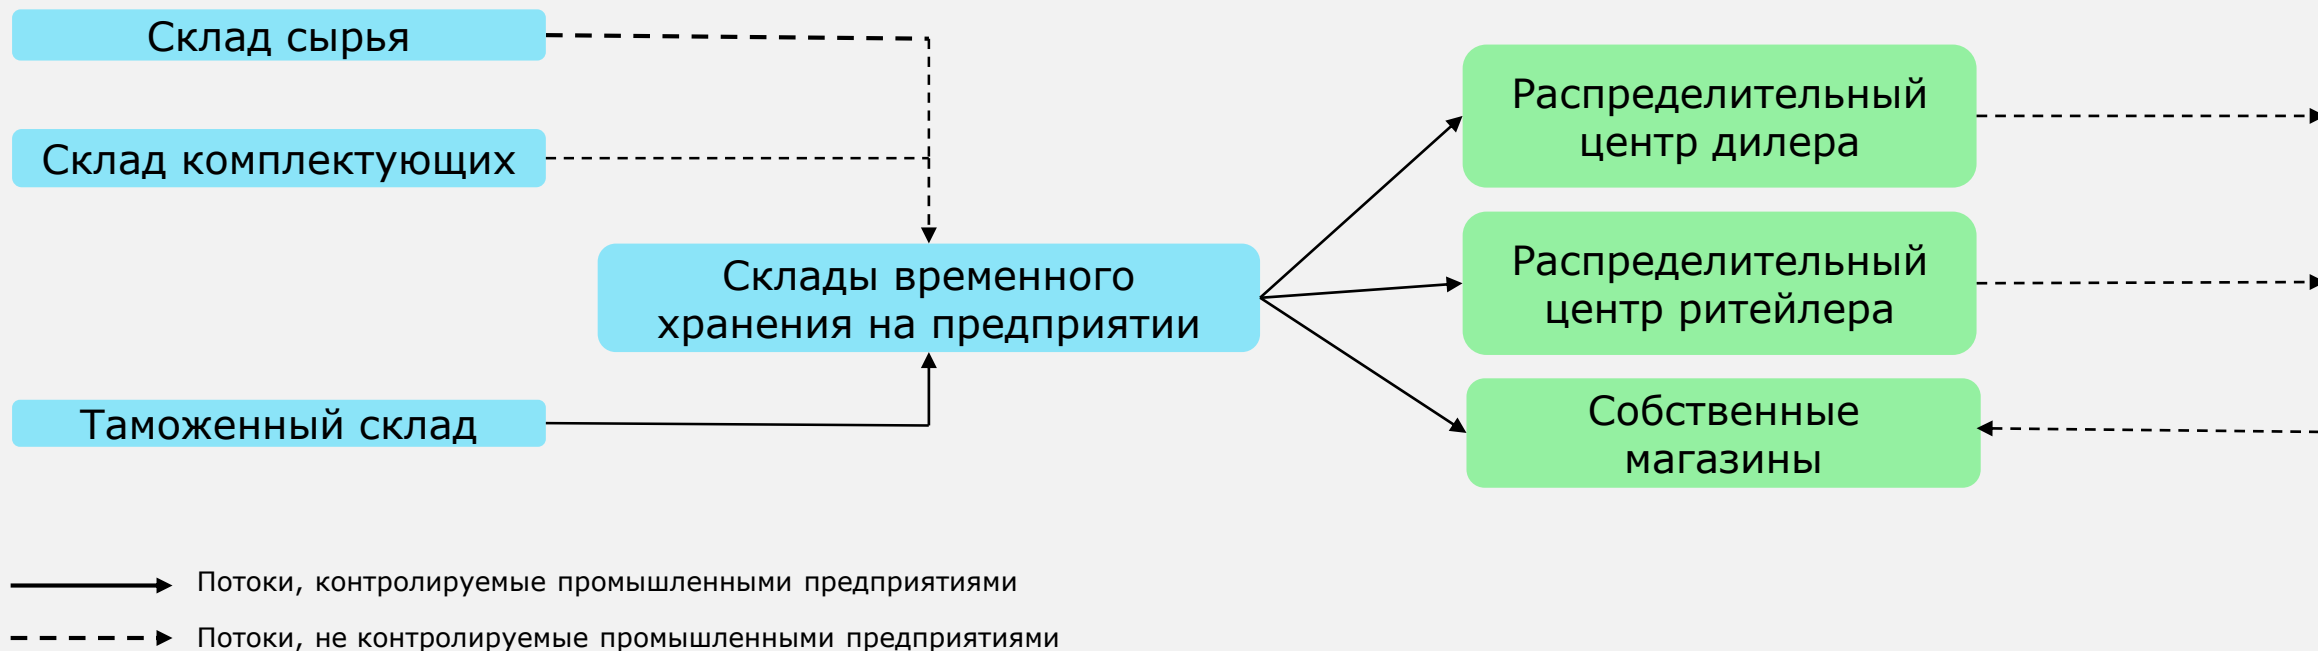 Склад сырья
Склад комплектующих
Склады временного
хранения на предприятии
Таможенный склад
Распределительный
центр дилера
Распределительный
центр ритейлера
Собственные
магазины
Потоки, контролируемые промышленными предприятиями
Потоки, не контролируемые промышленными предприятиями